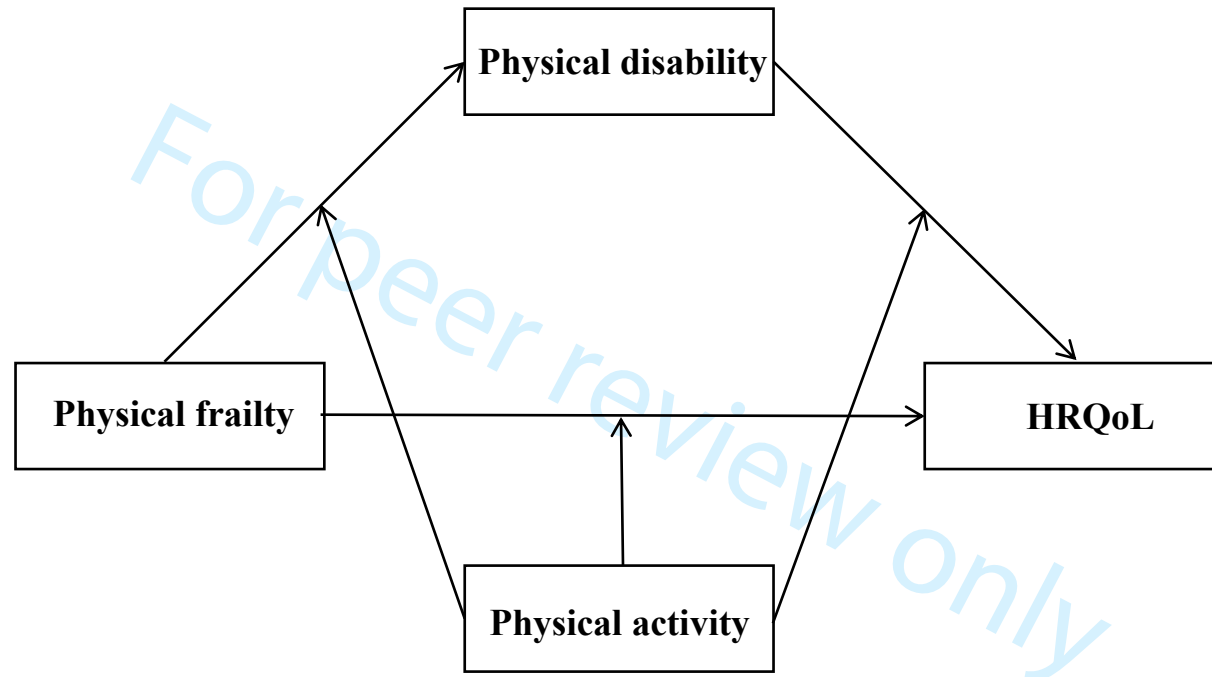 Physical disability
For peer review only
Physical frailty
HRQoL
Physical activity